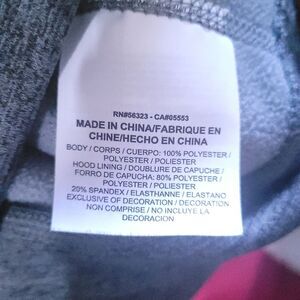 RN#56323 - CA#05553
MADE IN CHINA/FABRIQUE EN
CHINE/HECHO EN CHINA
BODY / CORPS / CUERPO: 100% POLYESTER /
POLYESTER / POLIESTER
HOOD LINING / DOUBLURE DE CAPUCHE /
FORRO DE CAPUCHA: 80% POLYESTER /
POLYESTER / POLIESTER
20% SPANDEX / ELASTHANNE / ELASTANO
EXCLUSIVE OF DECORATION / DECORATION
NON COMPRISE / NO INCLUYE LA
DECORACIÓN